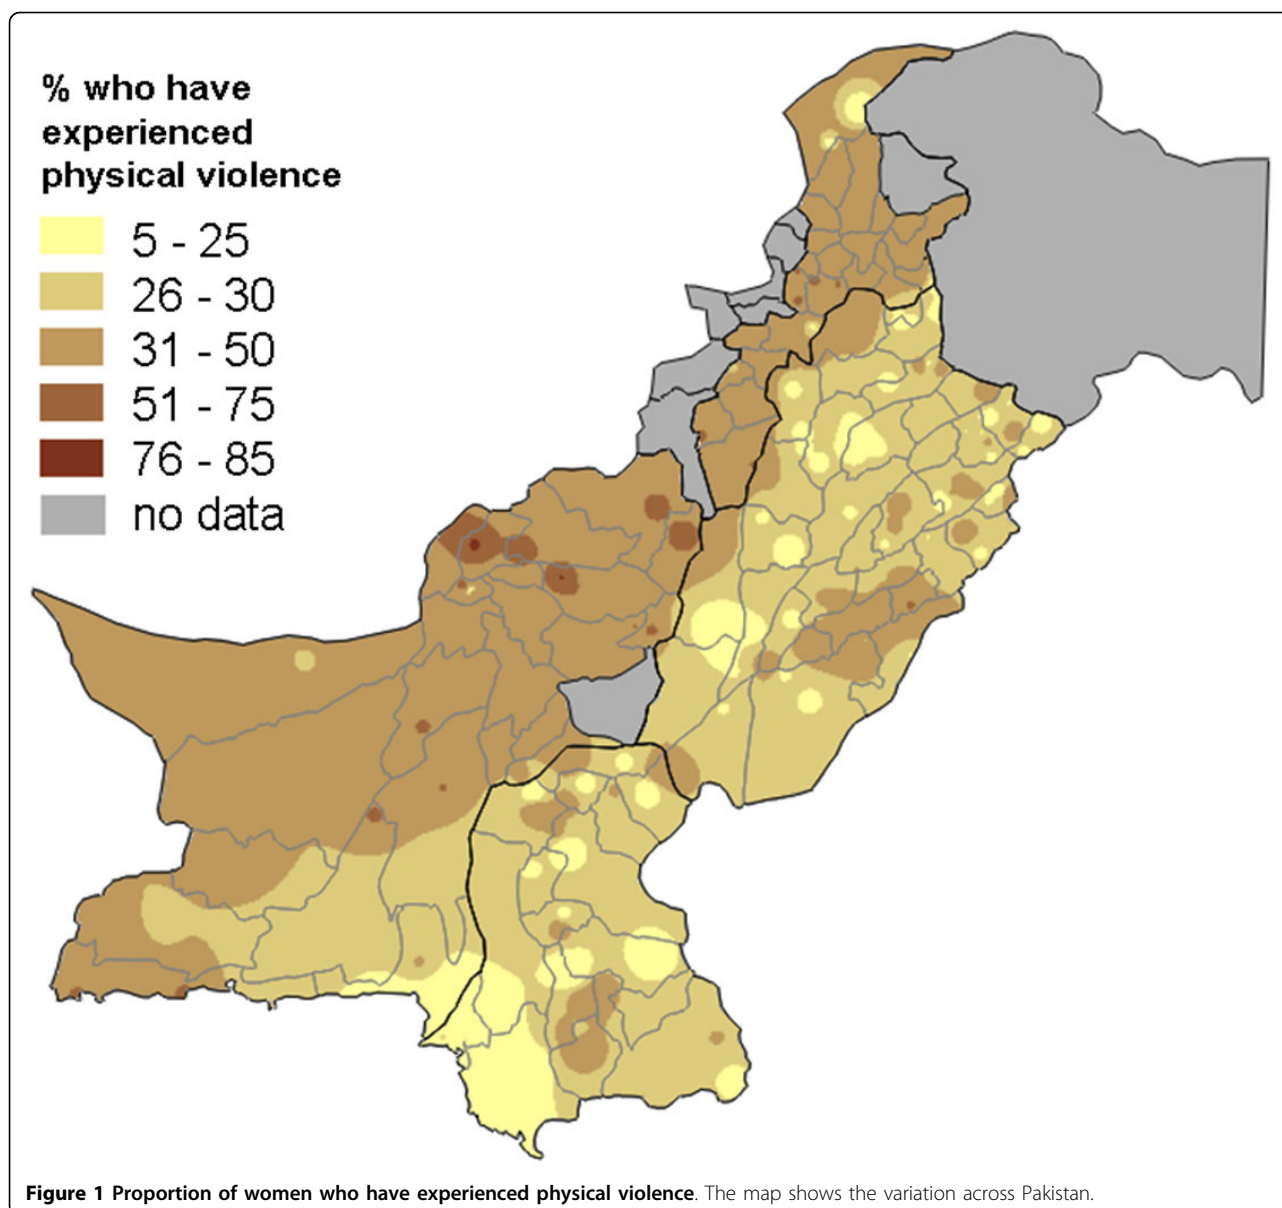 % who have
experienced
physical violence
5 - 25
26 - 30
31 - 50
51 - 75
76 - 85
no data
Figure 1 Proportion of women who have experienced physical violence. The map shows the variation across Pakistan.